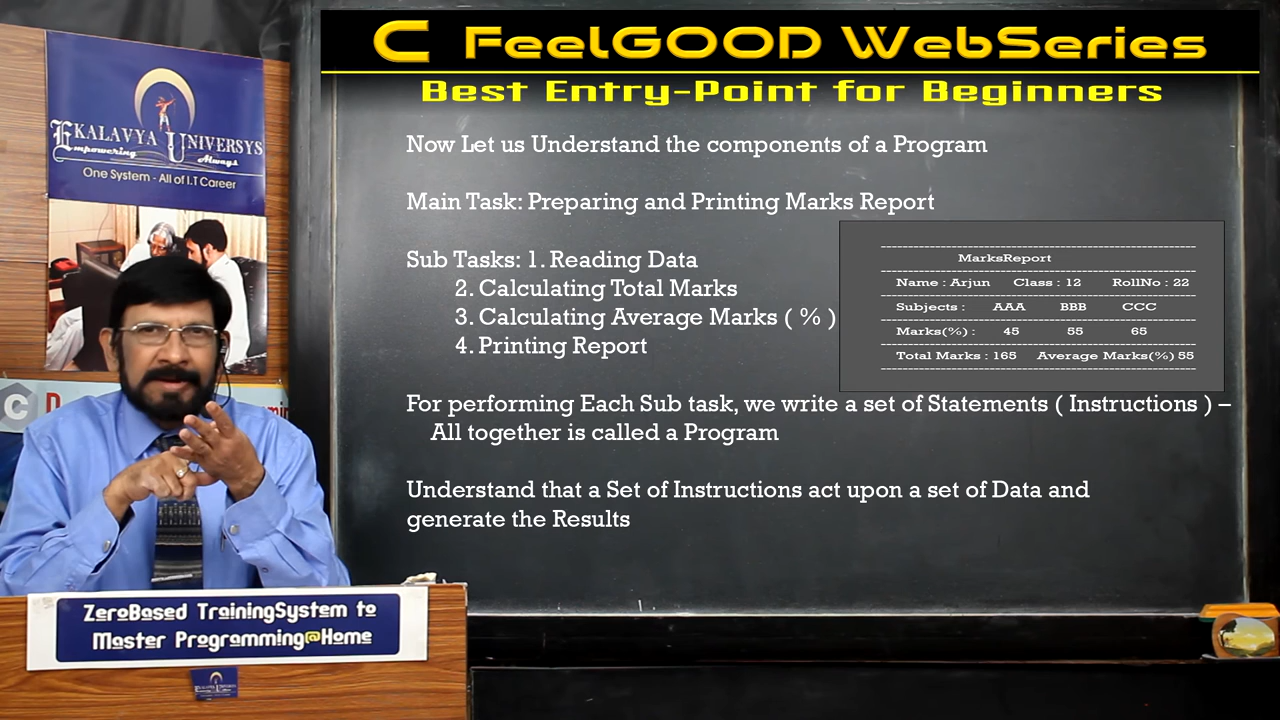 C FeelGOOD WebSeries
Best Entry-Point for Beginners
EKALAVYA UNIVERSYS
Empowering Always
One System - All of I.T Career
Now Let us Understand the components of a Program
Main Task: Preparing and Printing Marks Report
Sub Tasks: 1. Reading Data
2. Calculating Total Marks
3. Calculating Average Marks ( % )
4. Printing Report
MarksReport
Name : Arjun Class : 12 RollNo : 22
Subjects : AAA BBB CCC
Marks(%) : 45 55 65
Total Marks : 165 Average Marks(%) 55
For performing Each Sub task, we write a set of Statements ( Instructions ) –
All together is called a Program
Understand that a Set of Instructions act upon a set of Data and
generate the Results
C
ZeroBased TrainingSystem to
Master Programming@Home